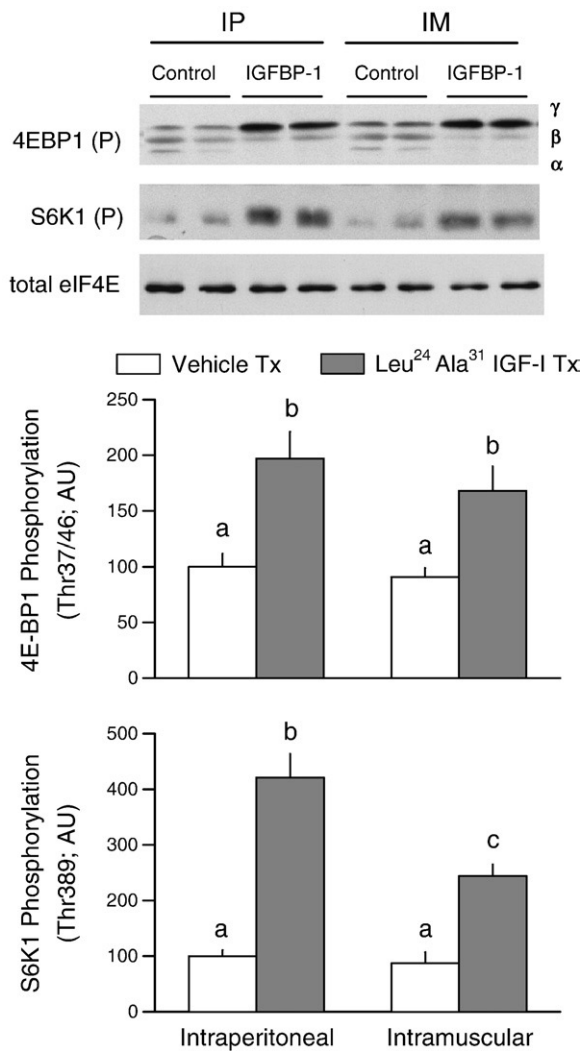 IP IM
Control IGFBP-1 Control IGFBP-1
4EBP1 (P)
γ
β
α
S6K1 (P)
total eIF4E
Vehicle Tx Leu²⁴ Ala³¹ IGF-I Tx
4E-BP1 Phosphorylation
(Thr37/46; AU)
250
200
150
100
50
0
a b a b
S6K1 Phosphorylation
(Thr389; AU)
500
400
300
200
100
0
a b a c
Intraperitoneal Intramuscular